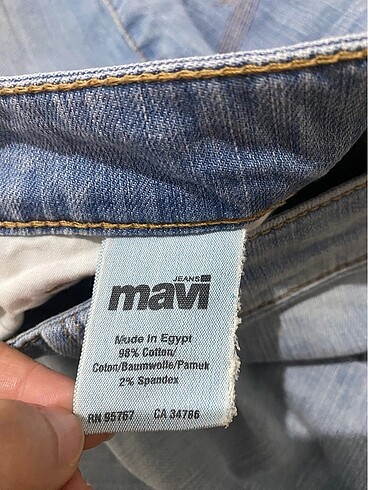 JEANS
mavi
Made in Egypt
98% Cotton/
Coton/Baumwolle/Pamuk
2% Spandex
RN 95767 CA 34786